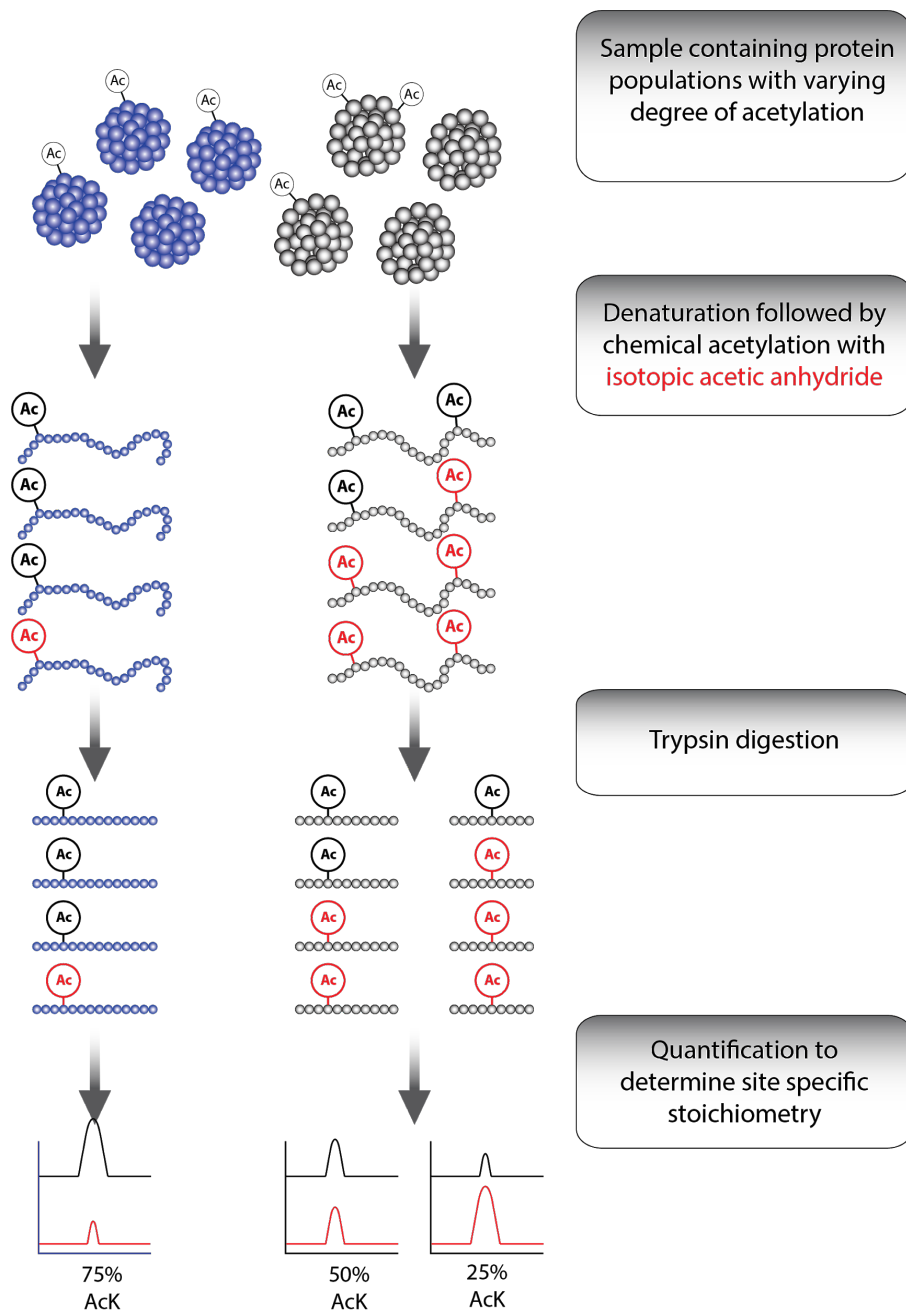 Sample containing protein
populations with varying
degree of acetylation
Ac
Ac
Ac
Ac
Ac
Ac
Denaturation followed by
chemical acetylation with
isotopic acetic anhydride
Ac
Ac
Ac
Ac
Ac
Ac
Ac
Ac
Ac
Ac
Ac
Ac
Trypsin digestion
Ac
Ac
Ac
Ac
Ac
Ac
Ac
Ac
Ac
Ac
Ac
Ac
Quantification to
determine site specific
stoichiometry
75%
AcK
50%
AcK
25%
AcK